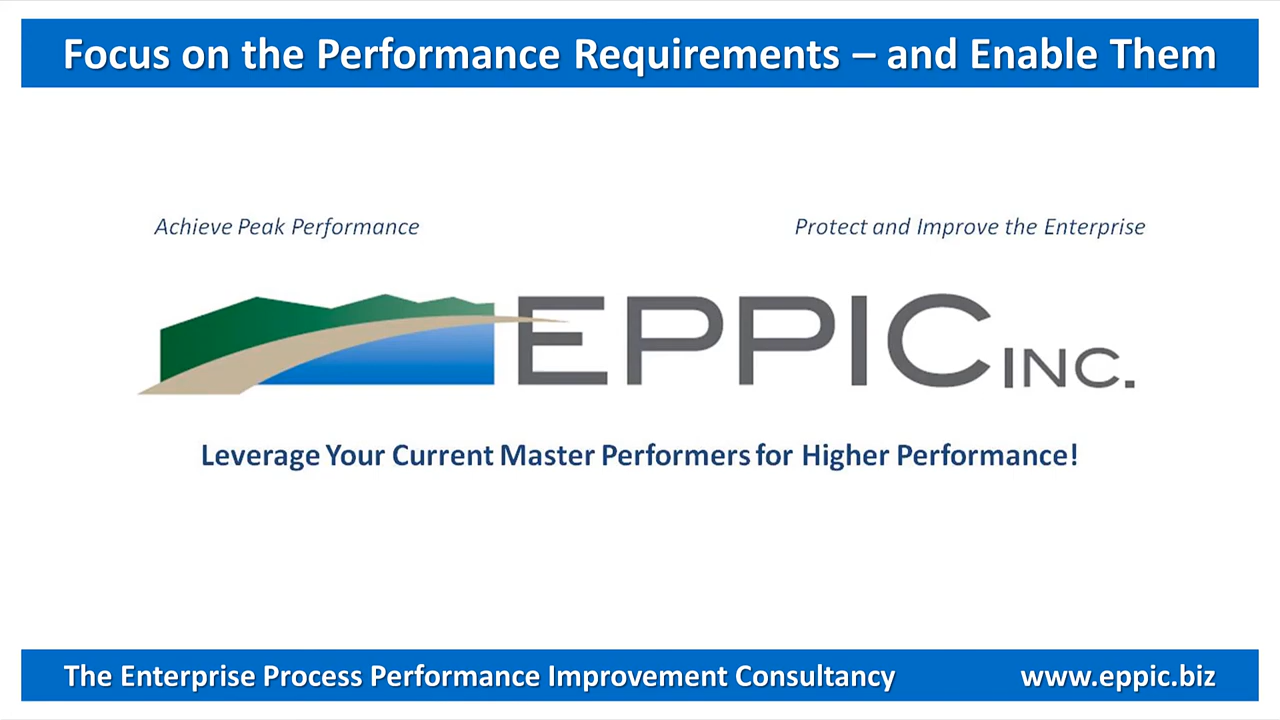 Focus on the Performance Requirements – and Enable Them
Achieve Peak Performance
Protect and Improve the Enterprise
EPPIC INC.
Leverage Your Current Master Performers for Higher Performance!
The Enterprise Process Performance Improvement Consultancy
www.eppic.biz